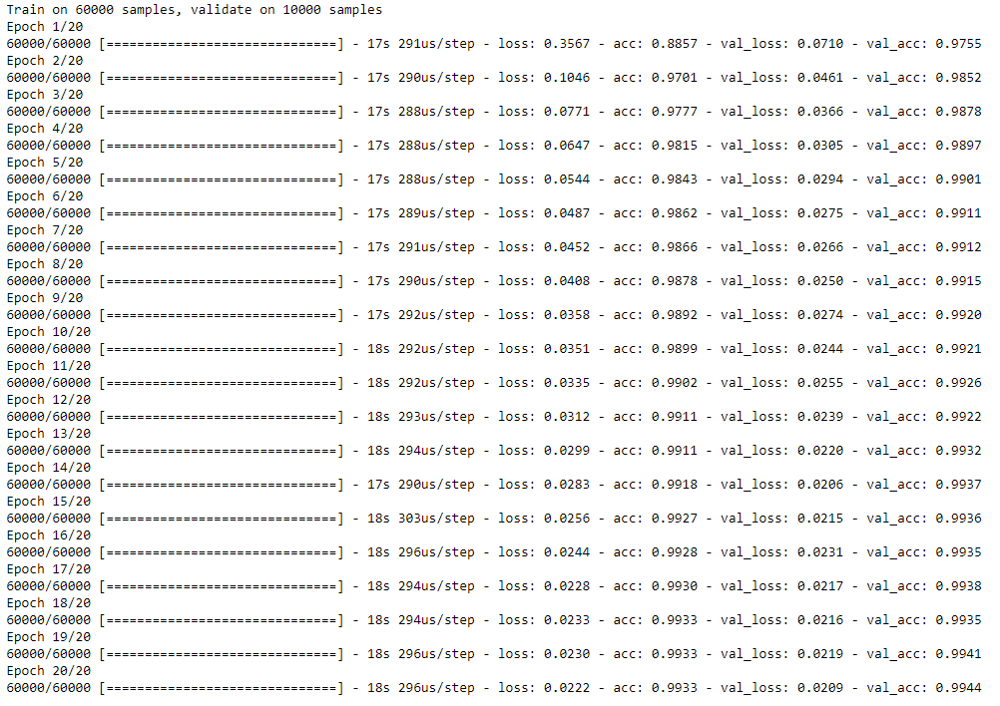 Train on 60000 samples, validate on 10000 samples
Epoch 1/20
60000/60000 [==============================] - 17s 291us/step - loss: 0.3567 - acc: 0.8857 - val_loss: 0.0710 - val_acc: 0.9755
Epoch 2/20
60000/60000 [==============================] - 17s 290us/step - loss: 0.1046 - acc: 0.9701 - val_loss: 0.0461 - val_acc: 0.9852
Epoch 3/20
60000/60000 [==============================] - 17s 288us/step - loss: 0.0771 - acc: 0.9777 - val_loss: 0.0366 - val_acc: 0.9878
Epoch 4/20
60000/60000 [==============================] - 17s 288us/step - loss: 0.0647 - acc: 0.9815 - val_loss: 0.0305 - val_acc: 0.9897
Epoch 5/20
60000/60000 [==============================] - 17s 288us/step - loss: 0.0544 - acc: 0.9843 - val_loss: 0.0294 - val_acc: 0.9901
Epoch 6/20
60000/60000 [==============================] - 17s 289us/step - loss: 0.0487 - acc: 0.9862 - val_loss: 0.0275 - val_acc: 0.9911
Epoch 7/20
60000/60000 [==============================] - 17s 291us/step - loss: 0.0452 - acc: 0.9866 - val_loss: 0.0266 - val_acc: 0.9912
Epoch 8/20
60000/60000 [==============================] - 17s 290us/step - loss: 0.0408 - acc: 0.9878 - val_loss: 0.0250 - val_acc: 0.9915
Epoch 9/20
60000/60000 [==============================] - 17s 292us/step - loss: 0.0358 - acc: 0.9892 - val_loss: 0.0274 - val_acc: 0.9920
Epoch 10/20
60000/60000 [==============================] - 18s 292us/step - loss: 0.0351 - acc: 0.9899 - val_loss: 0.0244 - val_acc: 0.9921
Epoch 11/20
60000/60000 [==============================] - 18s 292us/step - loss: 0.0335 - acc: 0.9902 - val_loss: 0.0255 - val_acc: 0.9926
Epoch 12/20
60000/60000 [==============================] - 18s 293us/step - loss: 0.0312 - acc: 0.9911 - val_loss: 0.0239 - val_acc: 0.9922
Epoch 13/20
60000/60000 [==============================] - 18s 294us/step - loss: 0.0299 - acc: 0.9911 - val_loss: 0.0220 - val_acc: 0.9932
Epoch 14/20
60000/60000 [==============================] - 17s 290us/step - loss: 0.0283 - acc: 0.9918 - val_loss: 0.0206 - val_acc: 0.9937
Epoch 15/20
60000/60000 [==============================] - 18s 303us/step - loss: 0.0256 - acc: 0.9927 - val_loss: 0.0215 - val_acc: 0.9936
Epoch 16/20
60000/60000 [==============================] - 18s 296us/step - loss: 0.0244 - acc: 0.9928 - val_loss: 0.0231 - val_acc: 0.9935
Epoch 17/20
60000/60000 [==============================] - 18s 294us/step - loss: 0.0228 - acc: 0.9930 - val_loss: 0.0217 - val_acc: 0.9938
Epoch 18/20
60000/60000 [==============================] - 18s 294us/step - loss: 0.0233 - acc: 0.9933 - val_loss: 0.0216 - val_acc: 0.9935
Epoch 19/20
60000/60000 [==============================] - 18s 296us/step - loss: 0.0230 - acc: 0.9933 - val_loss: 0.0219 - val_acc: 0.9941
Epoch 20/20
60000/60000 [==============================] - 18s 296us/step - loss: 0.0222 - acc: 0.9933 - val_loss: 0.0209 - val_acc: 0.9944